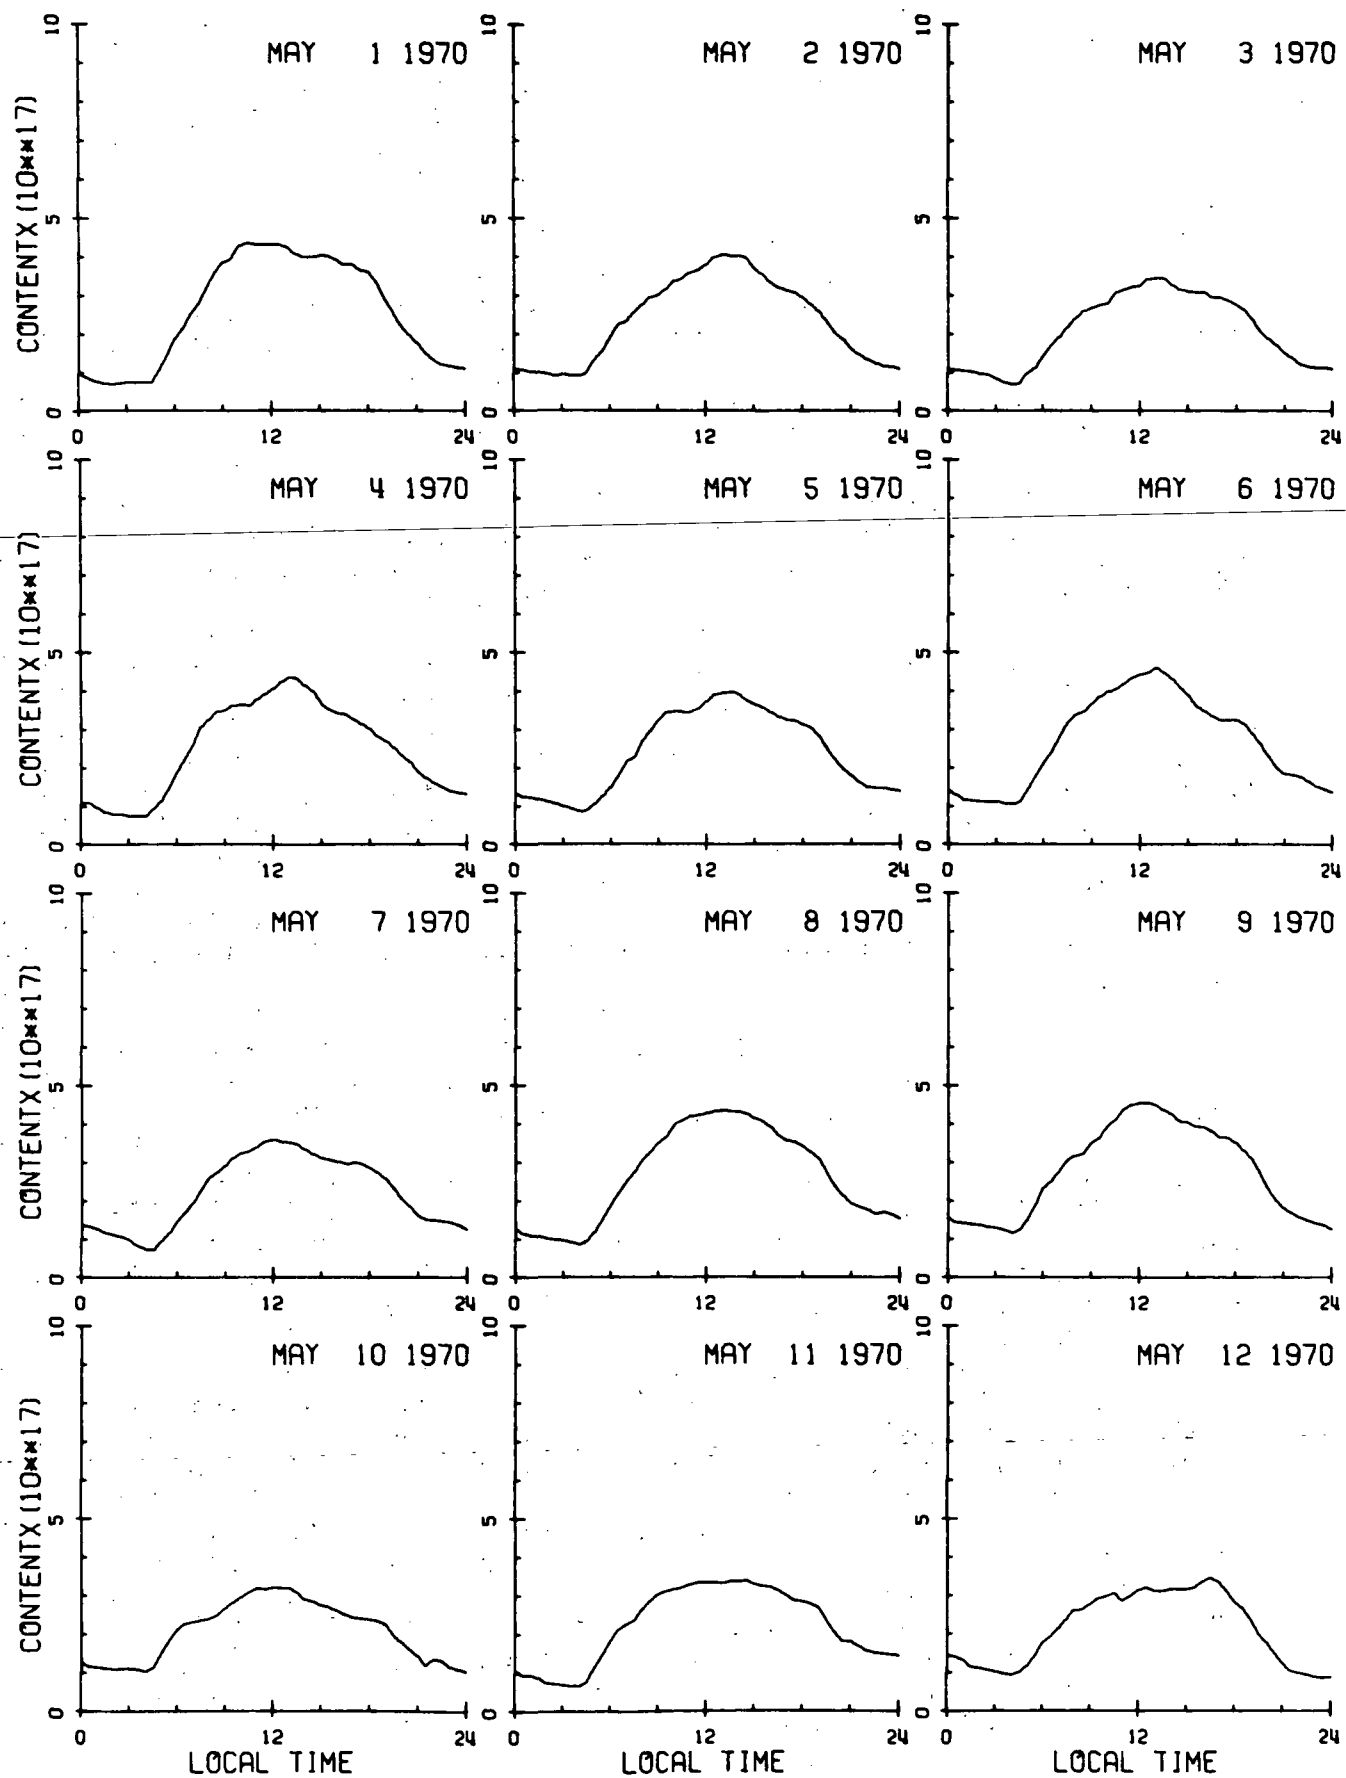 10 MAY 1 1970 10 MAY 2 1970 10 MAY 3 1970
CONTENTX (10**17)
5 5 5
0 0 0
0 12 24 0 12 24 0 12 24
10 MAY 4 1970 10 MAY 5 1970 10 MAY 6 1970
CONTENTX (10**17)
5 5 5
0 0 0
0 12 24 0 12 24 0 12 24
10 MAY 7 1970 10 MAY 8 1970 10 MAY 9 1970
CONTENTX (10**17)
5 5 5
0 0 0
0 12 24 0 12 24 0 12 24
10 MAY 10 1970 10 MAY 11 1970 10 MAY 12 1970
CONTENTX (10**17)
5 5 5
0 0 0
0 12 24 0 12 24 0 12 24
LOCAL TIME LOCAL TIME LOCAL TIME